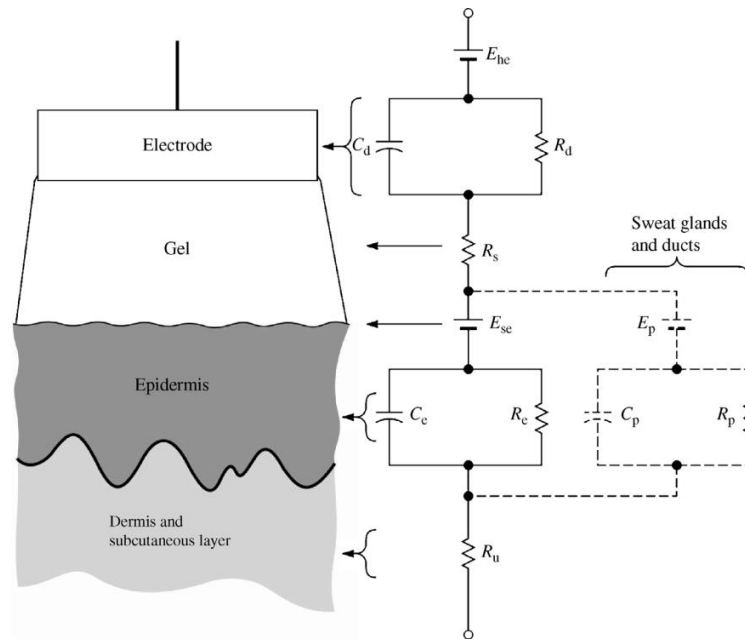 E_he
Electrode
C_d
R_d
Gel
R_s
Sweat glands
and ducts
E_se
E_p
Epidermis
C_e
R_e
C_p
R_p
Dermis and
subcutaneous layer
R_u